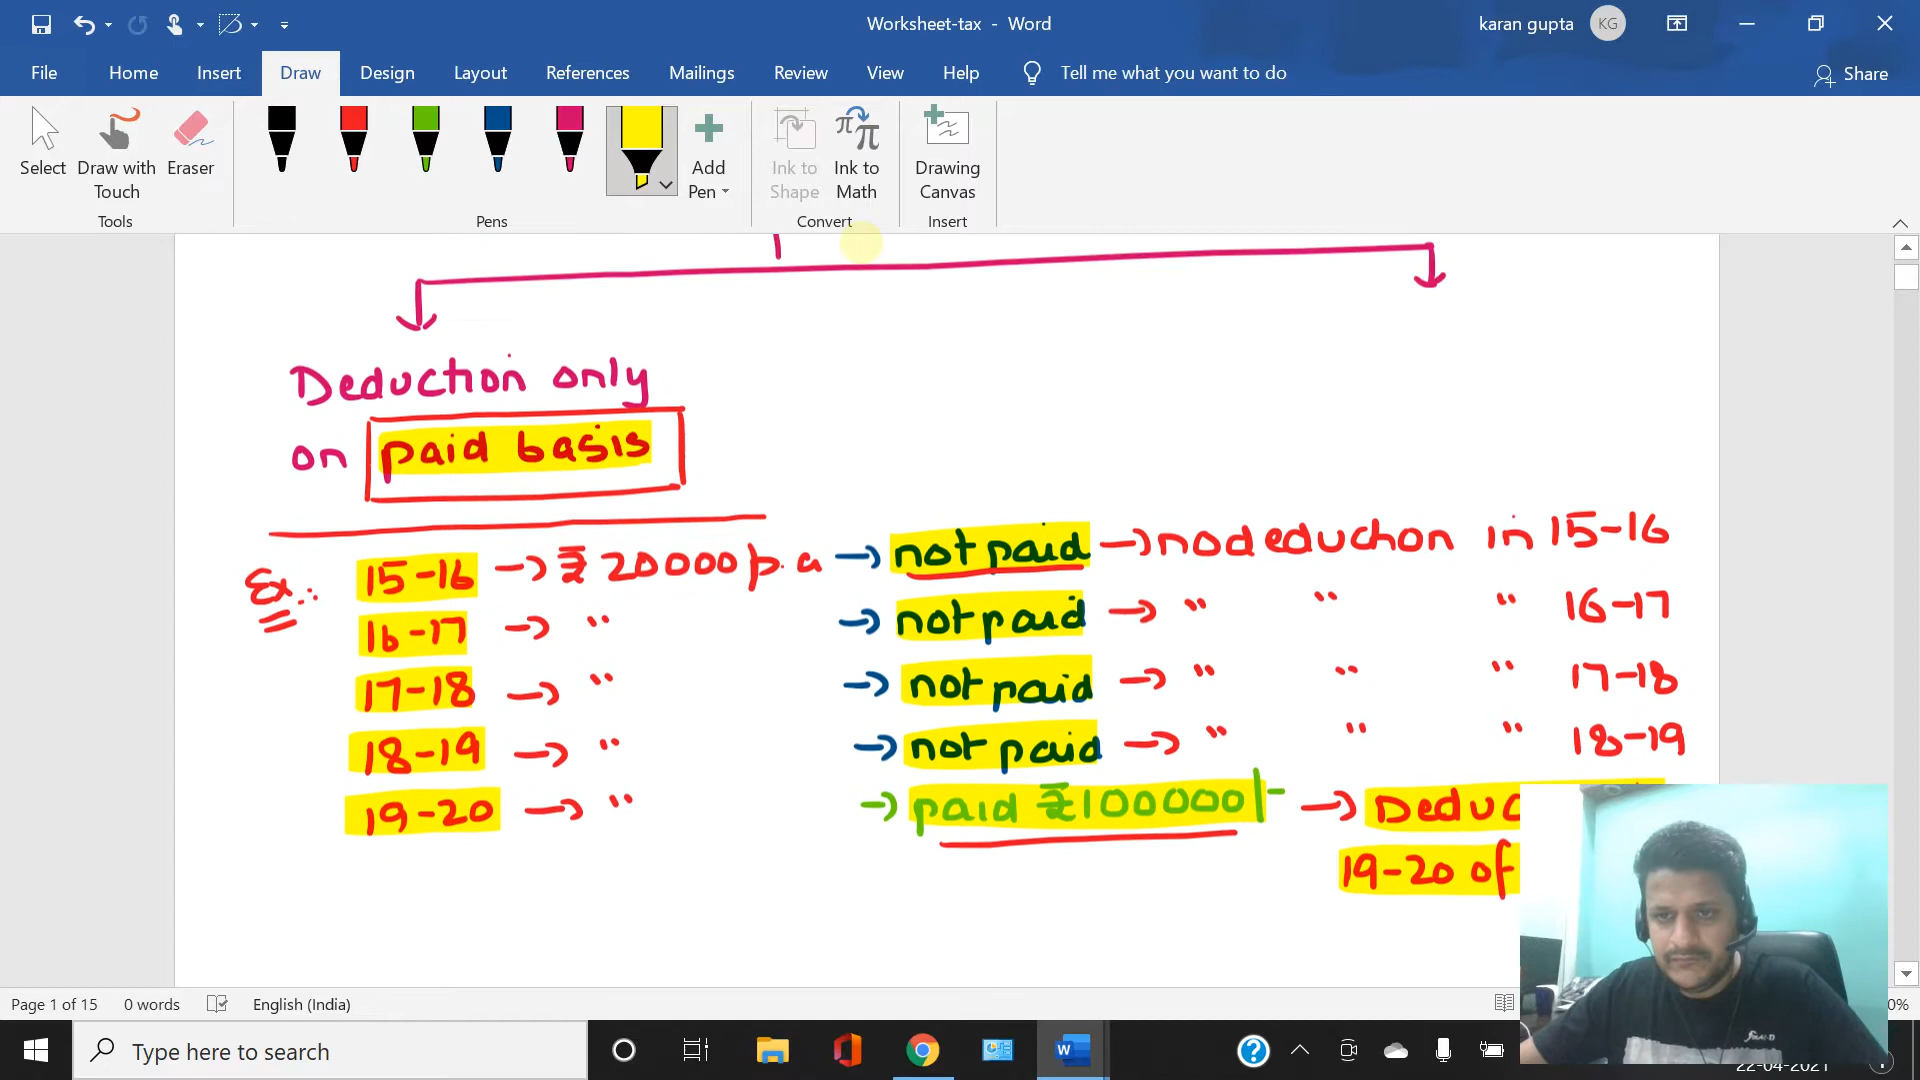 Worksheet-tax - Word
karan gupta KG
File Home Insert Draw Design Layout References Mailings Review View Help Tell me what you want to do Share
Select Draw with Touch Eraser Add Pen Ink to Shape Ink to Math Drawing Canvas
Tools Pens Convert Insert
Deduction only
on paid basis
Ex.: 15-16 → ₹ 20000 p.a → not paid → no deduction in 15-16
16-17 → " → not paid → " " " 16-17
17-18 → " → not paid → " " " 17-18
18-19 → " → not paid → " " " 18-19
19-20 → " → paid ₹100000/- →
19-20 of
Page 1 of 15 0 words English (India)
Type here to search
22-04-2021